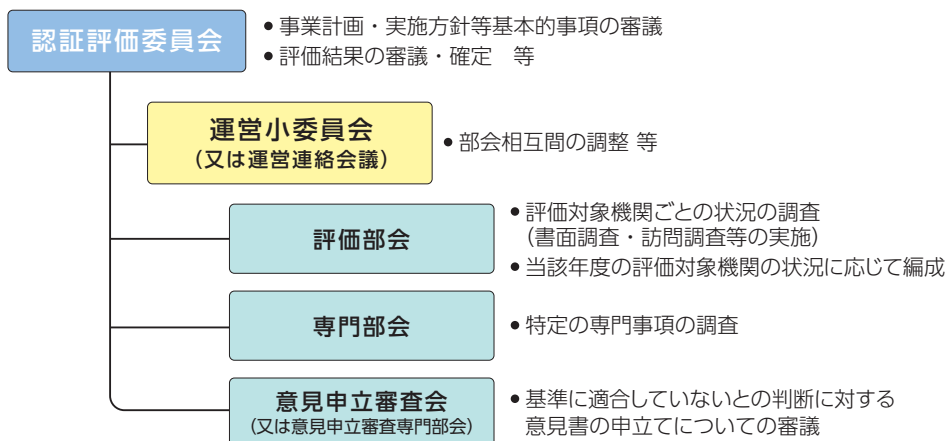 認証評価委員会
• 事業計画・実施方針等基本的事項の審議
• 評価結果の審議・確定　等
運営小委員会
(又は運営連絡会議)
• 部会相互間の調整 等
評価部会
• 評価対象機関ごとの状況の調査
(書面調査・訪問調査等の実施)
• 当該年度の評価対象機関の状況に応じて編成
専門部会
• 特定の専門事項の調査
意見申立審査会
(又は意見申立審査専門部会)
• 基準に適合していないとの判断に対する
意見書の申立てについての審議